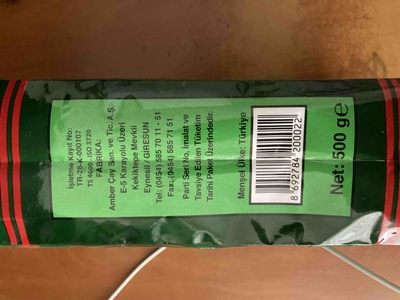 İşletme Kayıt No:
TR-28-K-000107
TS 4600, ISO 3720
FABRİKA:
Amber Çay San. ve Tic. A.Ş.
E-5 Karayolu Üzeri
Kekiktepe Mevkii
Eynesil / GİRESUN
Tel: (0454) 585 70 11 - 51
Fax: (0454) 585 71 51
Parti Seri No, İmalat ve
Tavsiye Edilen Tüketim
Tarihi Paket Üzerindedir.
Menşei Ülke: Türkiye
8 692784 200022
Net: 500 g e